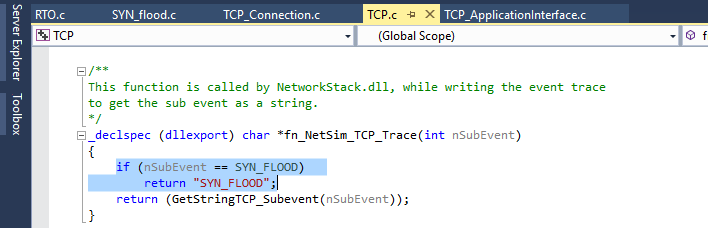 RTO.c SYN_flood.c TCP_Connection.c TCP.c TCP_ApplicationInterface.c
TCP (Global Scope) f
Server Explorer
Toolbox
/**
This function is called by NetworkStack.dll, while writing the event trace
to get the sub event as a string.
*/
_declspec (dllexport) char *fn_NetSim_TCP_Trace(int nSubEvent)
{
if (nSubEvent == SYN_FLOOD)
return "SYN_FLOOD";
return (GetStringTCP_Subevent(nSubEvent));
}